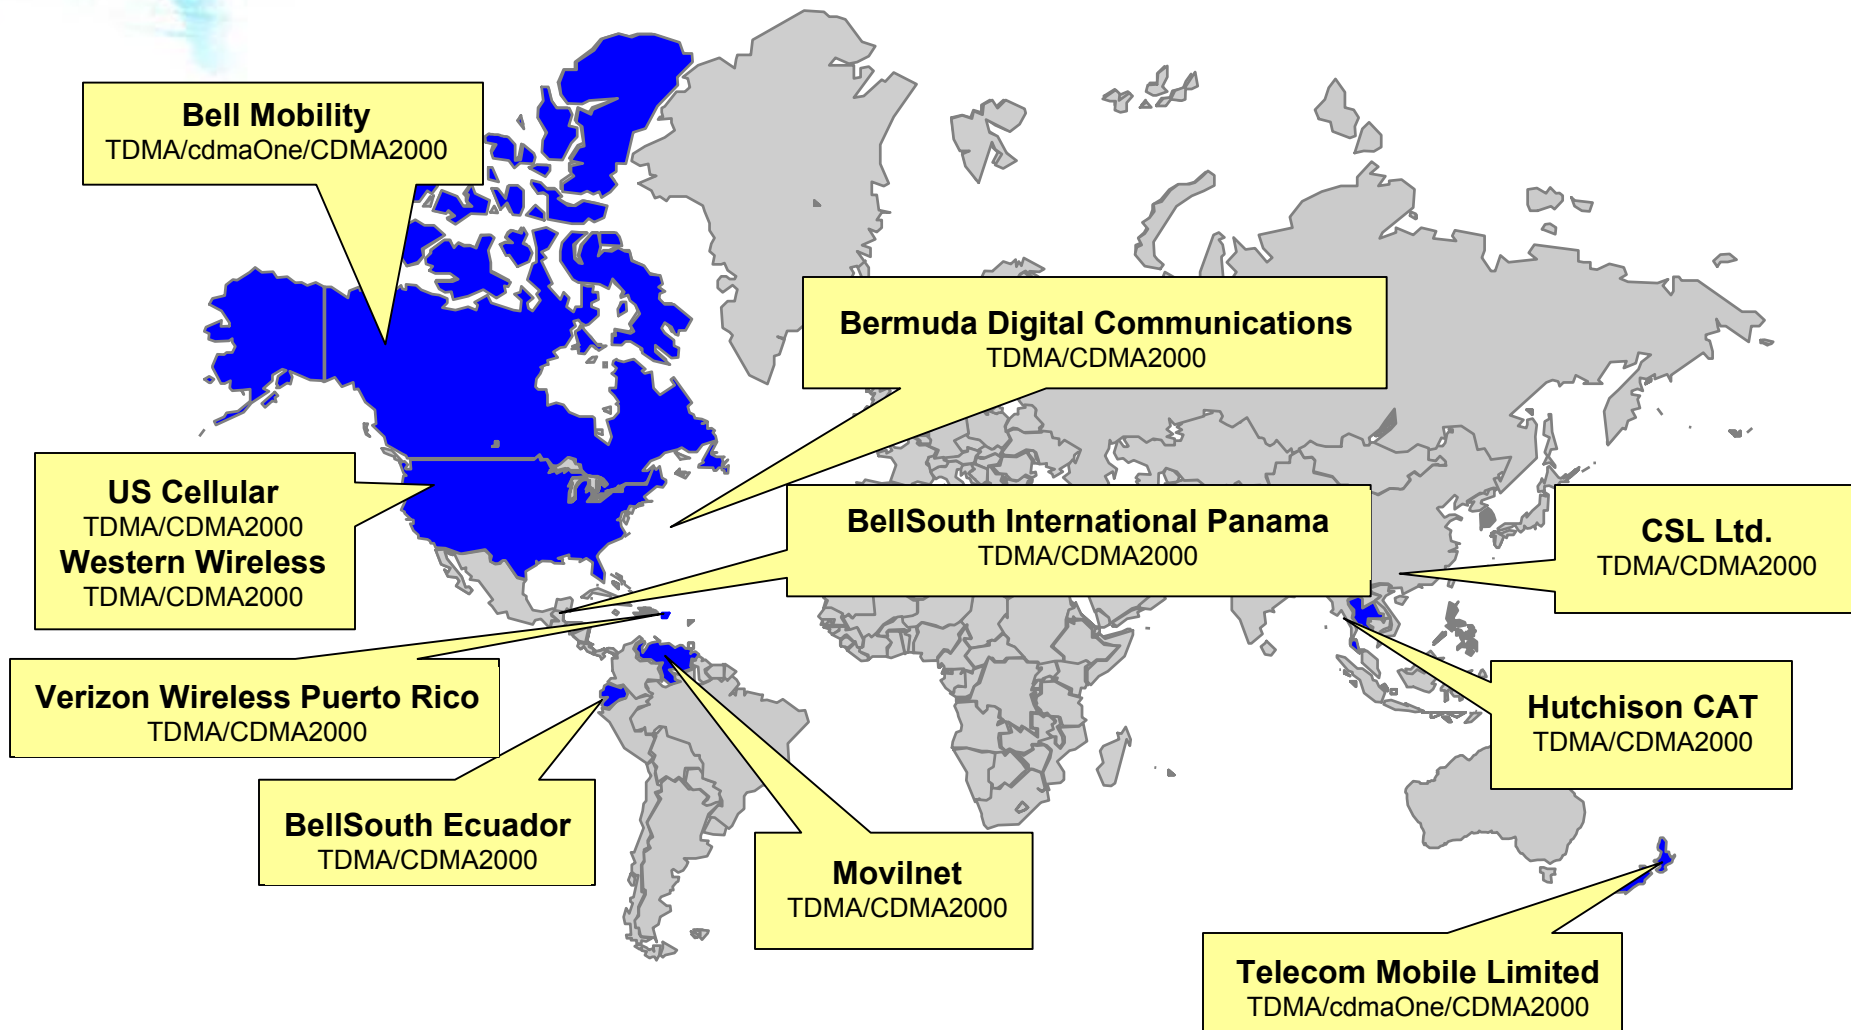 Bell Mobility
TDMA/cdmaOne/CDMA2000
Bermuda Digital Communications
TDMA/CDMA2000
US Cellular
TDMA/CDMA2000
Western Wireless
TDMA/CDMA2000
BellSouth International Panama
TDMA/CDMA2000
CSL Ltd.
TDMA/CDMA2000
Verizon Wireless Puerto Rico
TDMA/CDMA2000
Hutchison CAT
TDMA/CDMA2000
BellSouth Ecuador
TDMA/CDMA2000
Movilnet
TDMA/CDMA2000
Telecom Mobile Limited
TDMA/cdmaOne/CDMA2000